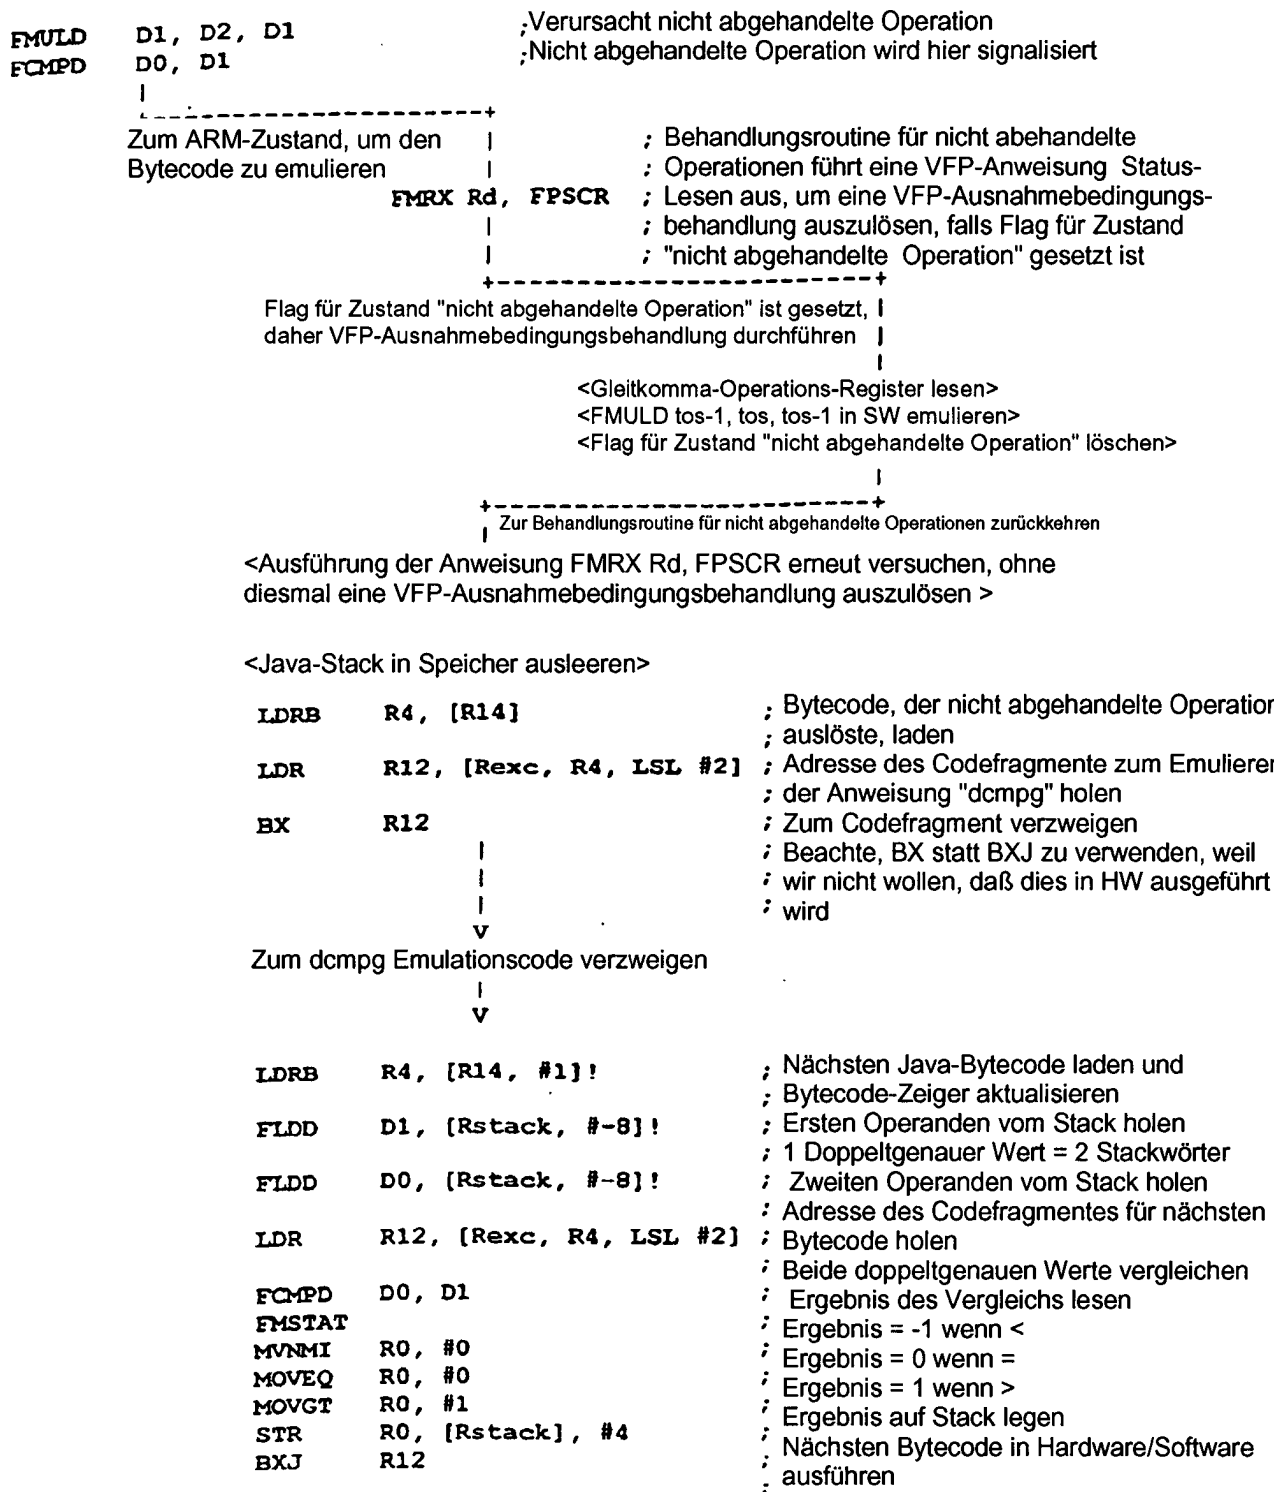 FMULD D1, D2, D1 ;Verursacht nicht abgehandelte Operation
FCMPD D0, D1 ;Nicht abgehandelte Operation wird hier signalisiert
Zum ARM-Zustand, um den ; Behandlungsroutine für nicht abehandelte
Bytecode zu emulieren ; Operationen führt eine VFP-Anweisung Status-
FMRX Rd, FPSCR ; Lesen aus, um eine VFP-Ausnahmebedingungs-
; behandlung auszulösen, falls Flag für Zustand
; "nicht abgehandelte Operation" gesetzt ist
Flag für Zustand "nicht abgehandelte Operation" ist gesetzt,
daher VFP-Ausnahmebedingungsbehandlung durchführen
<Gleitkomma-Operations-Register lesen>
<FMULD tos-1, tos, tos-1 in SW emulieren>
<Flag für Zustand "nicht abgehandelte Operation" löschen>
Zur Behandlungsroutine für nicht abgehandelte Operationen zurückkehren
<Ausführung der Anweisung FMRX Rd, FPSCR erneut versuchen, ohne
diesmal eine VFP-Ausnahmebedingungsbehandlung auszulösen >
<Java-Stack in Speicher ausleeren>
LDRB R4, [R14] ; Bytecode, der nicht abgehandelte Operation
; auslöste, laden
LDR R12, [Rexc, R4, LSL #2] ; Adresse des Codefragmente zum Emulieren
; der Anweisung "dcmpg" holen
BX R12 ; Zum Codefragment verzweigen
; Beachte, BX statt BXJ zu verwenden, weil
; wir nicht wollen, daß dies in HW ausgeführt
; wird
Zum dcmpg Emulationscode verzweigen
LDRB R4, [R14, #1]! ; Nächsten Java-Bytecode laden und
; Bytecode-Zeiger aktualisieren
FLDD D1, [Rstack, #-8]! ; Ersten Operanden vom Stack holen
; 1 Doppeltgenauer Wert = 2 Stackwörter
FLDD D0, [Rstack, #-8]! ; Zweiten Operanden vom Stack holen
; Adresse des Codefragmentes für nächsten
LDR R12, [Rexc, R4, LSL #2] ; Bytecode holen
; Beide doppeltgenauen Werte vergleichen
FCMPD D0, D1 ; Ergebnis des Vergleichs lesen
FMSTAT ; Ergebnis = -1 wenn <
MVNMI R0, #0 ; Ergebnis = 0 wenn =
MOVEQ R0, #0 ; Ergebnis = 1 wenn >
MOVGT R0, #1 ; Ergebnis auf Stack legen
STR R0, [Rstack], #4 ; Nächsten Bytecode in Hardware/Software
BXJ R12 ; ausführen